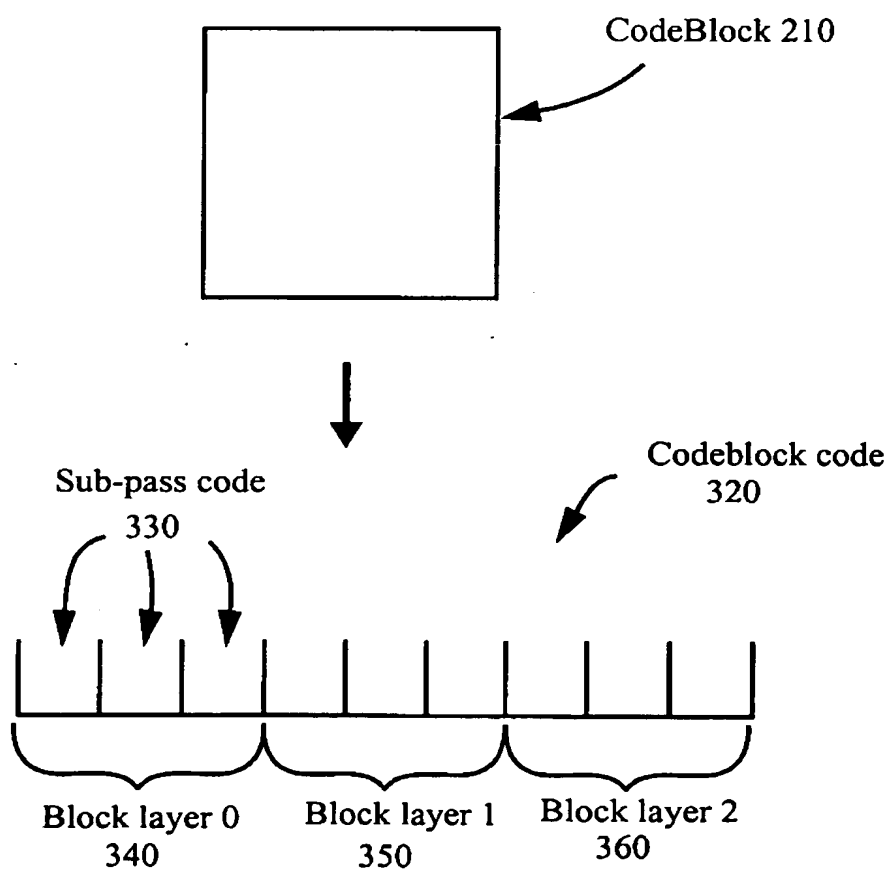 CodeBlock 210
Codeblock code
320
Sub-pass code
330
Block layer 0
340
Block layer 1
350
Block layer 2
360